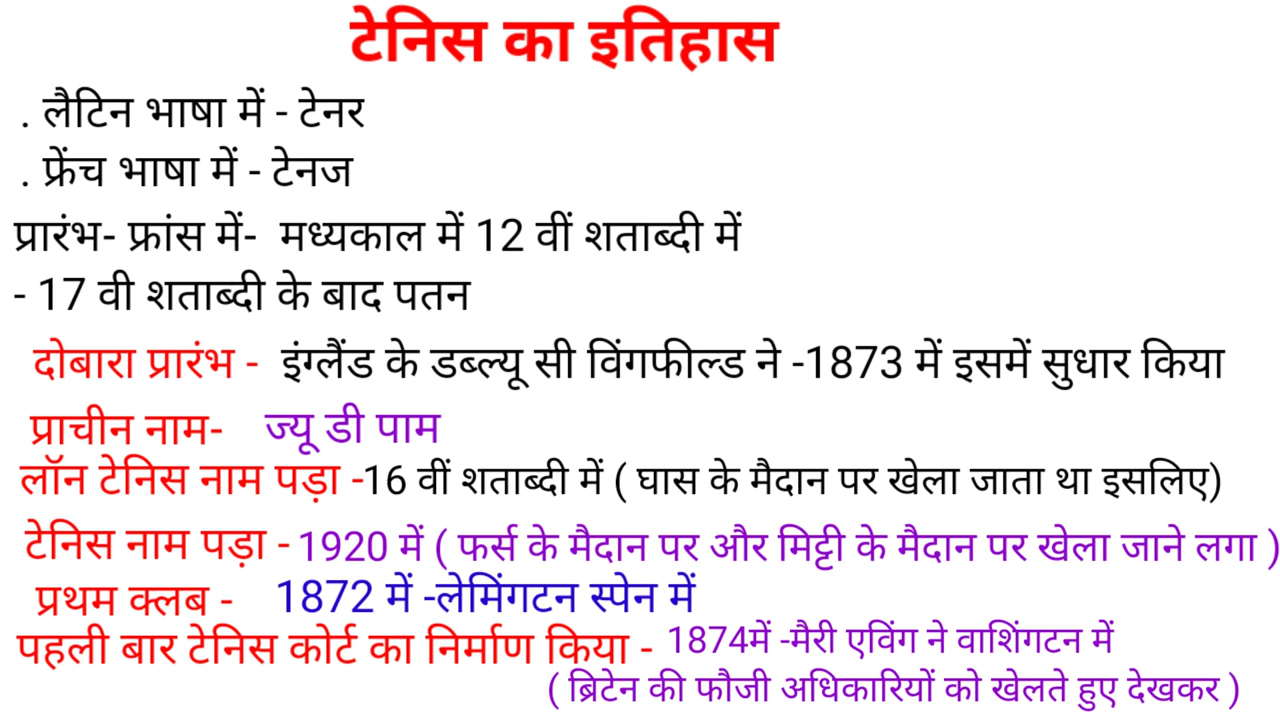 टेनिस का इतिहास
. लैटिन भाषा में - टेनर
. फ्रेंच भाषा में - टेनज
प्रारंभ- फ्रांस में- मध्यकाल में 12 वीं शताब्दी में
- 17 वी शताब्दी के बाद पतन
दोबारा प्रारंभ - इंग्लैंड के डब्ल्यू सी विंगफील्ड ने -1873 में इसमें सुधार किया
प्राचीन नाम- ज्यू डी पाम
लॉन टेनिस नाम पड़ा -16 वीं शताब्दी में ( घास के मैदान पर खेला जाता था इसलिए)
टेनिस नाम पड़ा - 1920 में ( फर्स के मैदान पर और मिट्टी के मैदान पर खेला जाने लगा )
प्रथम क्लब - 1872 में -लेमिंगटन स्पेन में
पहली बार टेनिस कोर्ट का निर्माण किया - 1874में -मैरी एविंग ने वाशिंगटन में
( ब्रिटेन की फौजी अधिकारियों को खेलते हुए देखकर )